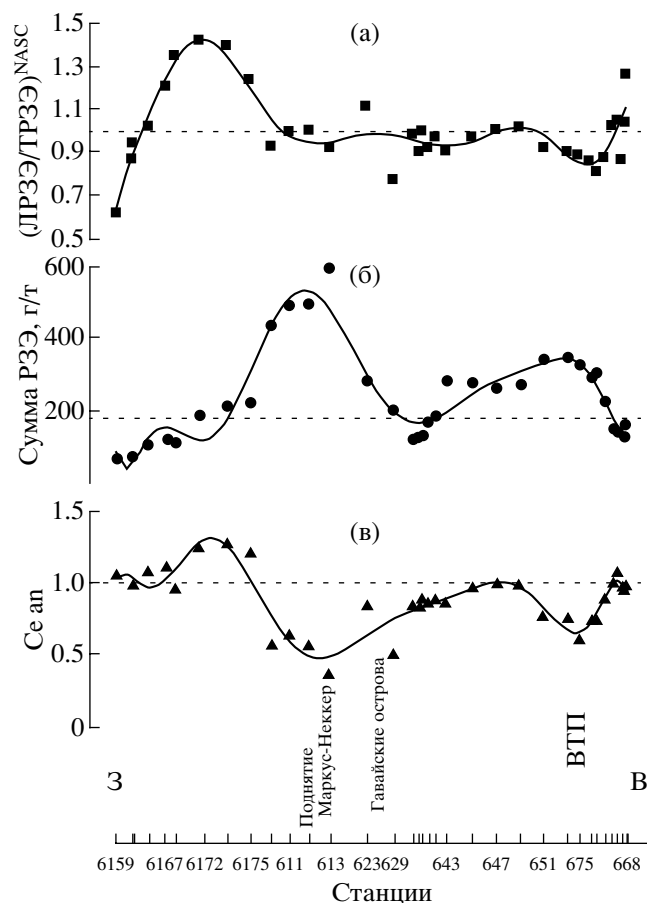 (а)
(ЛРЗЭ/ТРЗЭ)NASC
1.5
1.3
1.1
0.9
0.7
0.5
(б)
Сумма РЗЭ, г/т
600
400
200
(в)
Ce an
1.5
1.0
0.5
0
Поднятие
Маркус-Неккер
Гавайские острова
ВТП
З
В
6159 6167 6172 6175 611 613 623 629 643 647 651 675 668
Станции